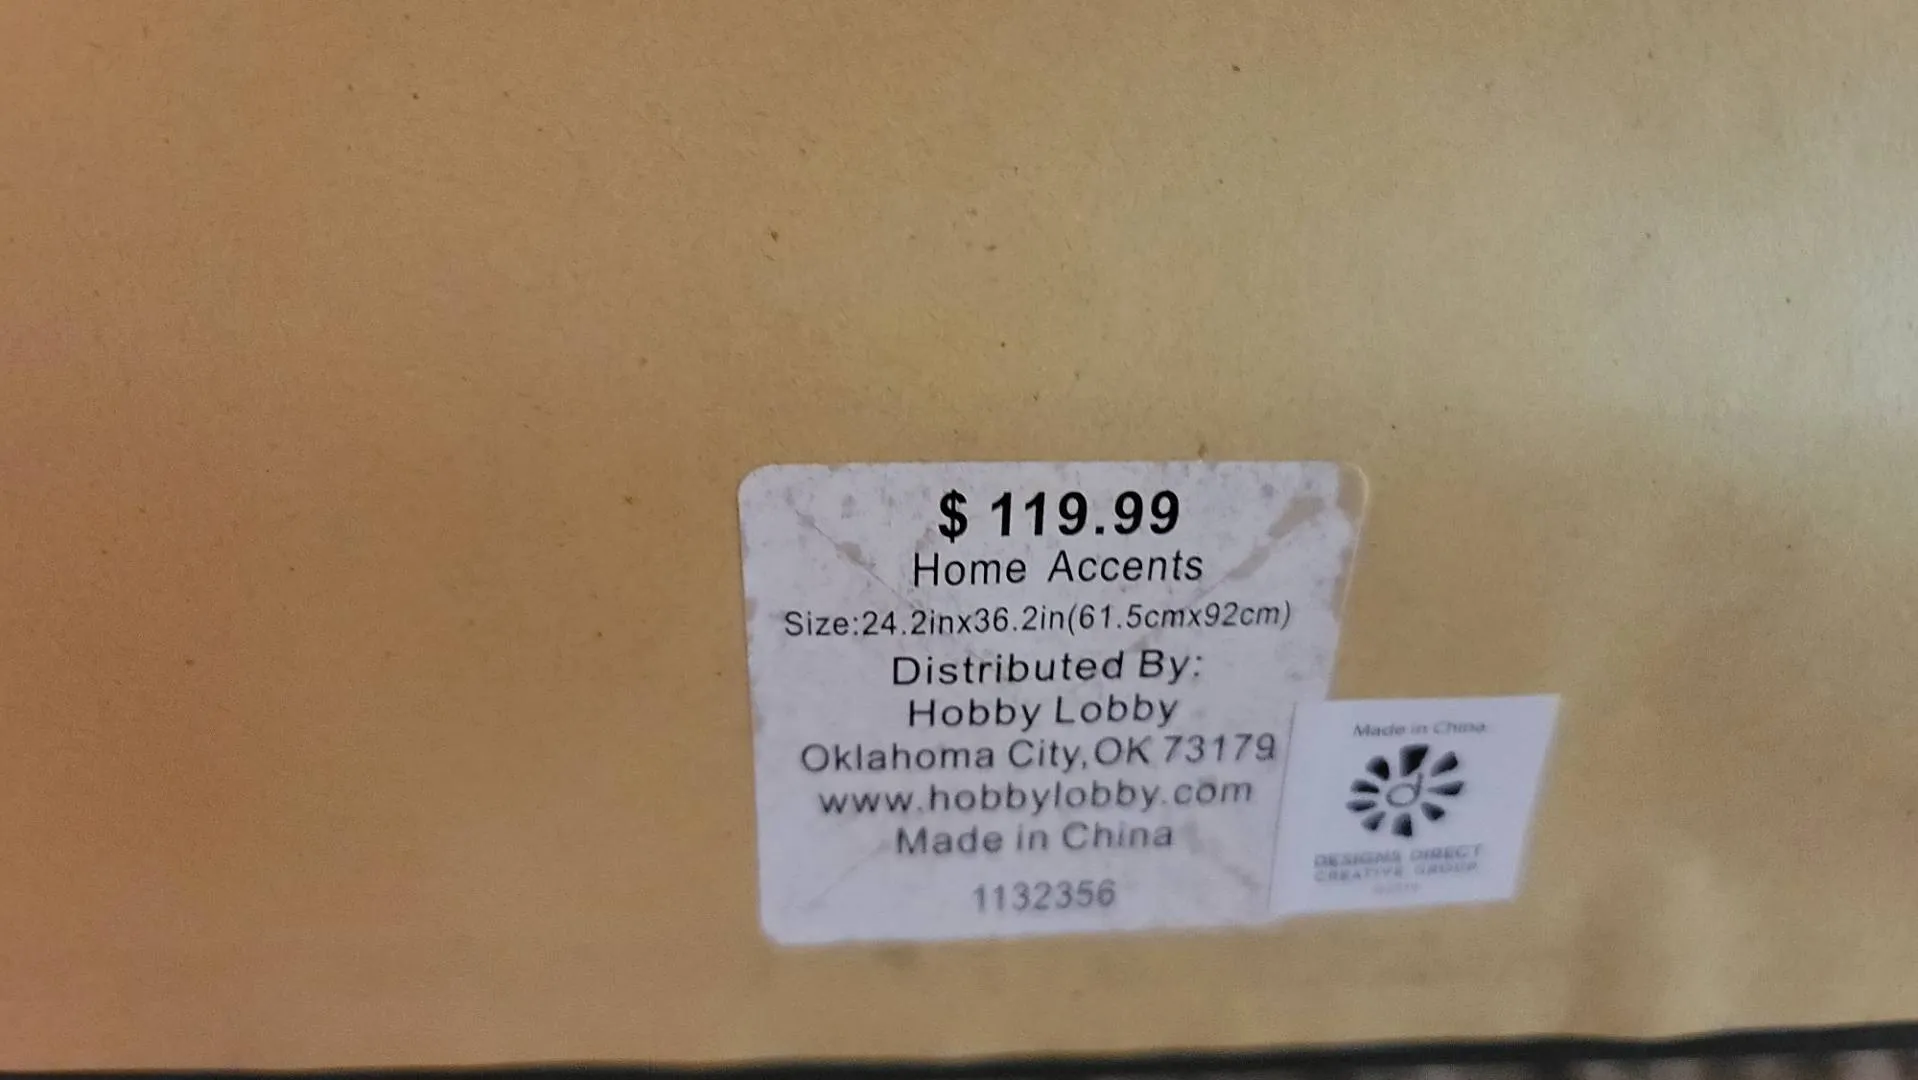 $ 119.99
Home Accents
Size:24.2inx36.2in(61.5cmx92cm)
Distributed By:
Hobby Lobby
Oklahoma City,OK 73179
www.hobbylobby.com
Made in China
1132356
Made in China
d
DESIGNS DIRECT
CREATIVE GROUP